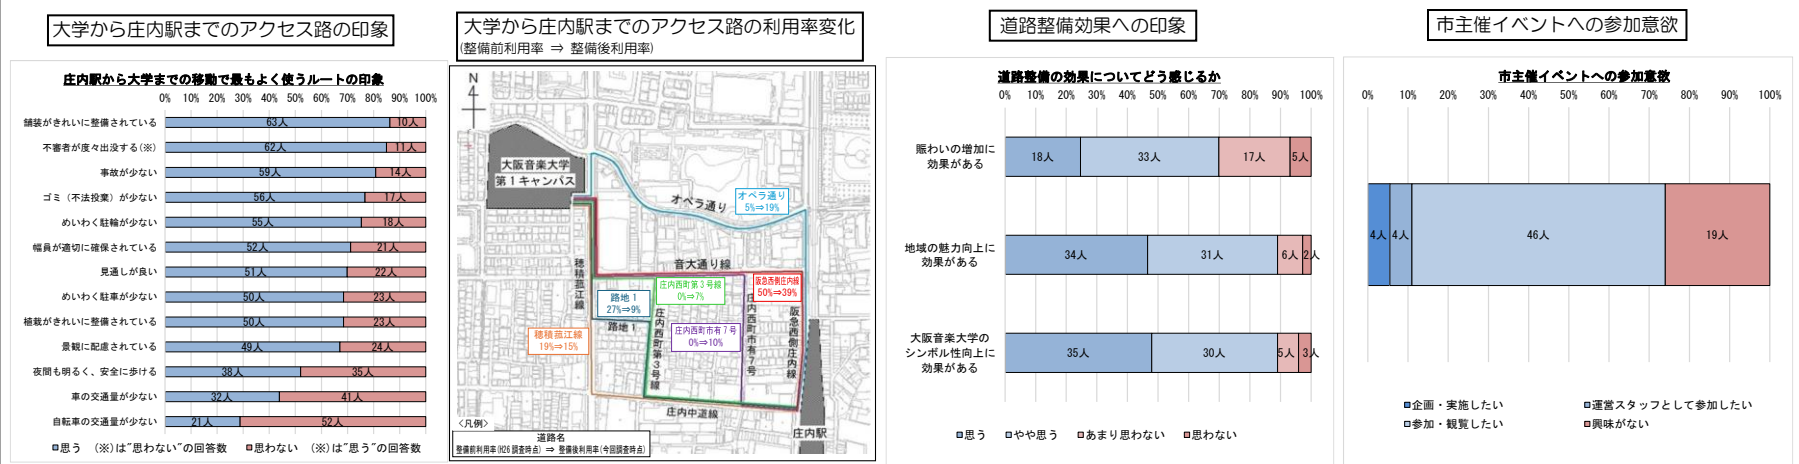 大学から庄内駅までのアクセス路の印象
庄内駅から大学までの移動で最もよく使うルートの印象
0% 10% 20% 30% 40% 50% 60% 70% 80% 90% 100%
舗装がきれいに整備されている 63人 10人
不審者が度々出没する(※) 62人 11人
事故が少ない 59人 14人
ゴミ（不法投棄）が少ない 56人 17人
めいわく駐輪が少ない 55人 18人
幅員が適切に確保されている 52人 21人
見通しが良い 51人 22人
めいわく駐車が少ない 50人 23人
植栽がきれいに整備されている 50人 23人
景観に配慮されている 49人 24人
夜間も明るく、安全に歩ける 38人 35人
車の交通量が少ない 32人 41人
自転車の交通量が少ない 21人 52人
■思う （※）は"思わない"の回答数 ■思わない （※）は"思う"の回答数
大学から庄内駅までのアクセス路の利用率変化
(整備前利用率 ⇒ 整備後利用率)
N
大阪音楽大学
第１キャンパス
オペラ通り
オペラ通り
5%⇒19%
音大通り線
穂積菰江線
庄内西町第３号線
0%⇒7%
阪急西側庄内線
50%⇒39%
路地１
27%⇒9%
路地１
庄内西町第３号線
庄内西町市有７号
0%⇒10%
庄内西町市有７号
阪急西側庄内線
穂積菰江線
19%⇒15%
庄内中道線
庄内駅
〈凡例〉
道路名
整備前利用率(H26調査時点) ⇒ 整備後利用率(今回調査時点)
道路整備効果への印象
道路整備の効果についてどう感じるか
0% 10% 20% 30% 40% 50% 60% 70% 80% 90% 100%
賑わいの増加に
効果がある
18人 33人 17人 5人
地域の魅力向上に
効果がある
34人 31人 6人 2人
大阪音楽大学の
シンボル性向上に
効果がある
35人 30人 5人 3人
■思う ■やや思う ■あまり思わない ■思わない
市主催イベントへの参加意欲
市主催イベントへの参加意欲
0% 10% 20% 30% 40% 50% 60% 70% 80% 90% 100%
4人 4人 46人 19人
■企画・実施したい ■運営スタッフとして参加したい
■参加・観覧したい ■興味がない